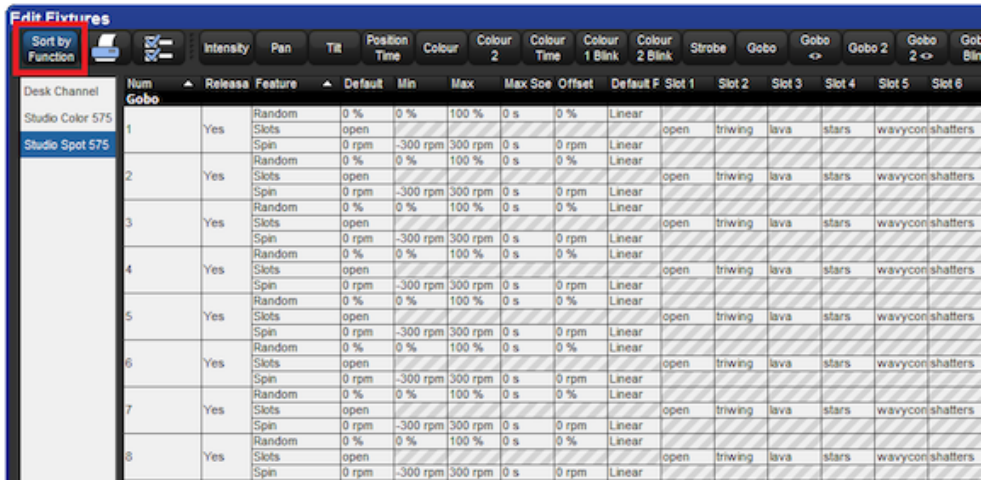 Edit Fixtures
Sort by Function Intensity Pan Tilt Position Time Colour Colour 2 Colour Time Colour 1 Blink Colour 2 Blink Strobe Gobo Gobo <> Gobo 2 Gobo 2 <> Gob Blin
Desk Channel
Studio Color 575
Studio Spot 575
Num Releasa Feature Default Min Max Max Spe Offset Default F Slot 1 Slot 2 Slot 3 Slot 4 Slot 5 Slot 6
Gobo
Random 0 % 0 % 100 % 0 s 0 % Linear
1 Yes Slots open open triwing lava stars wavycon shatters
Spin 0 rpm -300 rpm 300 rpm 0 s 0 rpm Linear
Random 0 % 0 % 100 % 0 s 0 % Linear
2 Yes Slots open open triwing lava stars wavycon shatters
Spin 0 rpm -300 rpm 300 rpm 0 s 0 rpm Linear
Random 0 % 0 % 100 % 0 s 0 % Linear
3 Yes Slots open open triwing lava stars wavycon shatters
Spin 0 rpm -300 rpm 300 rpm 0 s 0 rpm Linear
Random 0 % 0 % 100 % 0 s 0 % Linear
4 Yes Slots open open triwing lava stars wavycon shatters
Spin 0 rpm -300 rpm 300 rpm 0 s 0 rpm Linear
Random 0 % 0 % 100 % 0 s 0 % Linear
5 Yes Slots open open triwing lava stars wavycon shatters
Spin 0 rpm -300 rpm 300 rpm 0 s 0 rpm Linear
Random 0 % 0 % 100 % 0 s 0 % Linear
6 Yes Slots open open triwing lava stars wavycon shatters
Spin 0 rpm -300 rpm 300 rpm 0 s 0 rpm Linear
Random 0 % 0 % 100 % 0 s 0 % Linear
7 Yes Slots open open triwing lava stars wavycon shatters
Spin 0 rpm -300 rpm 300 rpm 0 s 0 rpm Linear
Random 0 % 0 % 100 % 0 s 0 % Linear
8 Yes Slots open open triwing lava stars wavycon shatters
Spin 0 rpm -300 rpm 300 rpm 0 s 0 rpm Linear